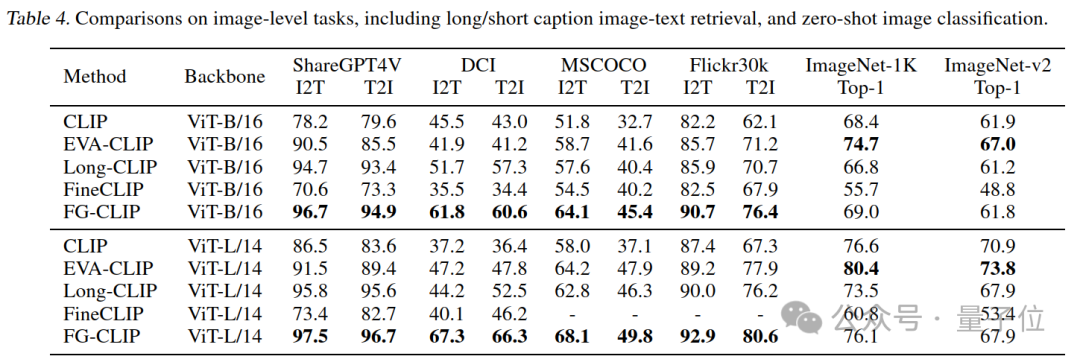 Table 4. Comparisons on image-level tasks, including long/short caption image-text retrieval, and zero-shot image classification.
Method Backbone ShareGPT4V DCI MSCOCO Flickr30k ImageNet-1K ImageNet-v2
I2T T2I I2T T2I I2T T2I I2T T2I Top-1 Top-1
CLIP ViT-B/16 78.2 79.6 45.5 43.0 51.8 32.7 82.2 62.1 68.4 61.9
EVA-CLIP ViT-B/16 90.5 85.5 41.9 41.2 58.7 41.6 85.7 71.2 74.7 67.0
Long-CLIP ViT-B/16 94.7 93.4 51.7 57.3 57.6 40.4 85.9 70.7 66.8 61.2
FineCLIP ViT-B/16 70.6 73.3 35.5 34.4 54.5 40.2 82.5 67.9 55.7 48.8
FG-CLIP ViT-B/16 96.7 94.9 61.8 60.6 64.1 45.4 90.7 76.4 69.0 61.8
CLIP ViT-L/14 86.5 83.6 37.2 36.4 58.0 37.1 87.4 67.3 76.6 70.9
EVA-CLIP ViT-L/14 91.5 89.4 47.2 47.8 64.2 47.9 89.2 77.9 80.4 73.8
Long-CLIP ViT-L/14 95.8 95.6 44.2 52.5 62.8 46.3 90.0 76.2 73.5 67.9
FineCLIP ViT-L/14 73.4 82.7 40.1 46.2 - - - - 60.8 53.4
FG-CLIP ViT-L/14 97.5 96.7 67.3 66.3 68.1 49.8 92.9 80.6 76.1 67.9
公众号 · 量子位